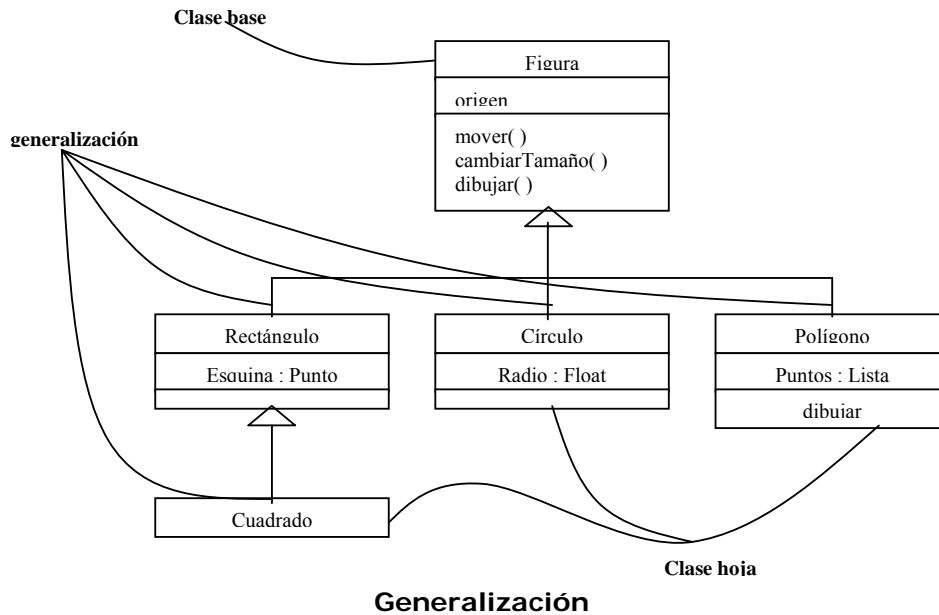 Clase base
Figura
origen
generalización
mover( )
cambiarTamaño( )
dibujar( )
Rectángulo
Círculo
Polígono
Esquina : Punto
Radio : Float
Puntos : Lista
dibujar
Cuadrado
Clase hoja
Generalización